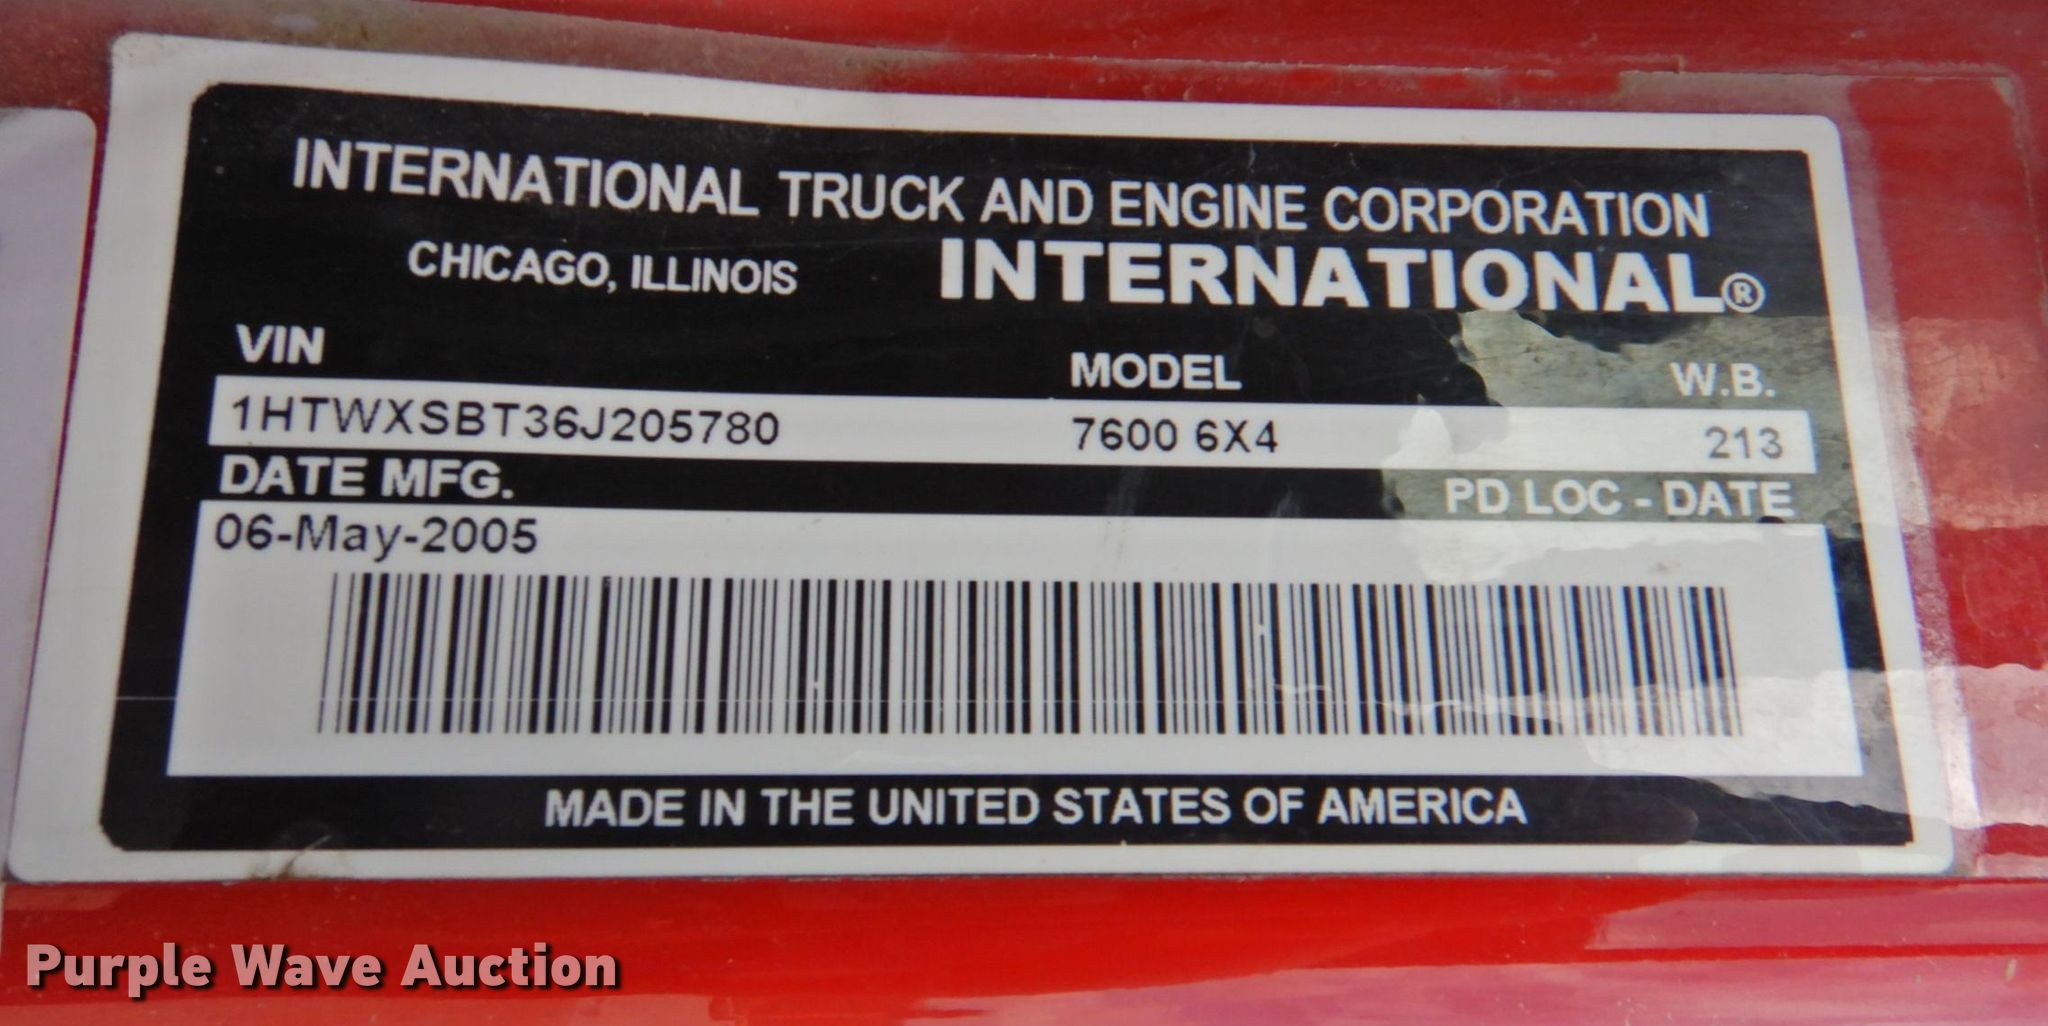 INTERNATIONAL TRUCK AND ENGINE CORPORATION
CHICAGO, ILLINOIS INTERNATIONAL®
VIN MODEL W.B.
1HTWXSBT36J205780 7600 6X4 213
DATE MFG. PD LOC - DATE
06-May-2005
MADE IN THE UNITED STATES OF AMERICA
Purple Wave Auction